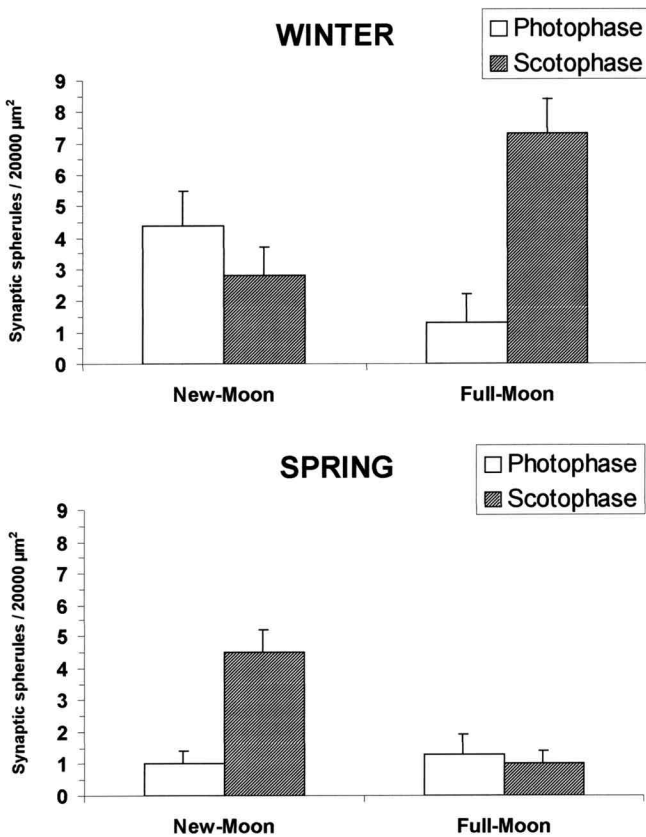 WINTER
Photophase
Scotophase
Synaptic spherules / 20000 µm²
9
8
7
6
5
4
3
2
1
0
New-Moon Full-Moon
SPRING
Photophase
Scotophase
Synaptic spherules / 20000 µm²
9
8
7
6
5
4
3
2
1
0
New-Moon Full-Moon